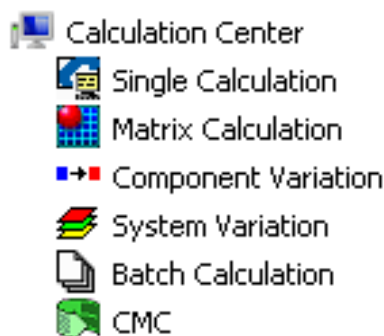 Calculation Center
Single Calculation
Matrix Calculation
Component Variation
System Variation
Batch Calculation
CMC